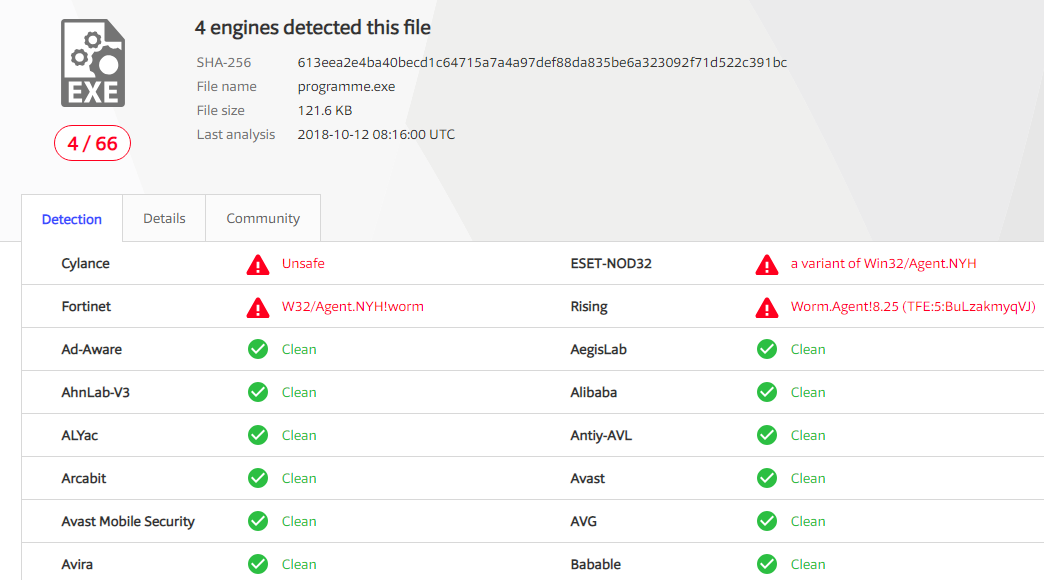 4 engines detected this file
SHA-256 613eea2e4ba40becd1c64715a7a4a97def88da835be6a323092f71d522c391bc
File name programme.exe
File size 121.6 KB
Last analysis 2018-10-12 08:16:00 UTC
EXE
4 / 66
Detection Details Community
Cylance Unsafe ESET-NOD32 a variant of Win32/Agent.NYH
Fortinet W32/Agent.NYH!worm Rising Worm.Agent!8.25 (TFE:5:BuLzakmyqVJ)
Ad-Aware Clean AegisLab Clean
AhnLab-V3 Clean Alibaba Clean
ALYac Clean Antiy-AVL Clean
Arcabit Clean Avast Clean
Avast Mobile Security Clean AVG Clean
Avira Clean Babable Clean